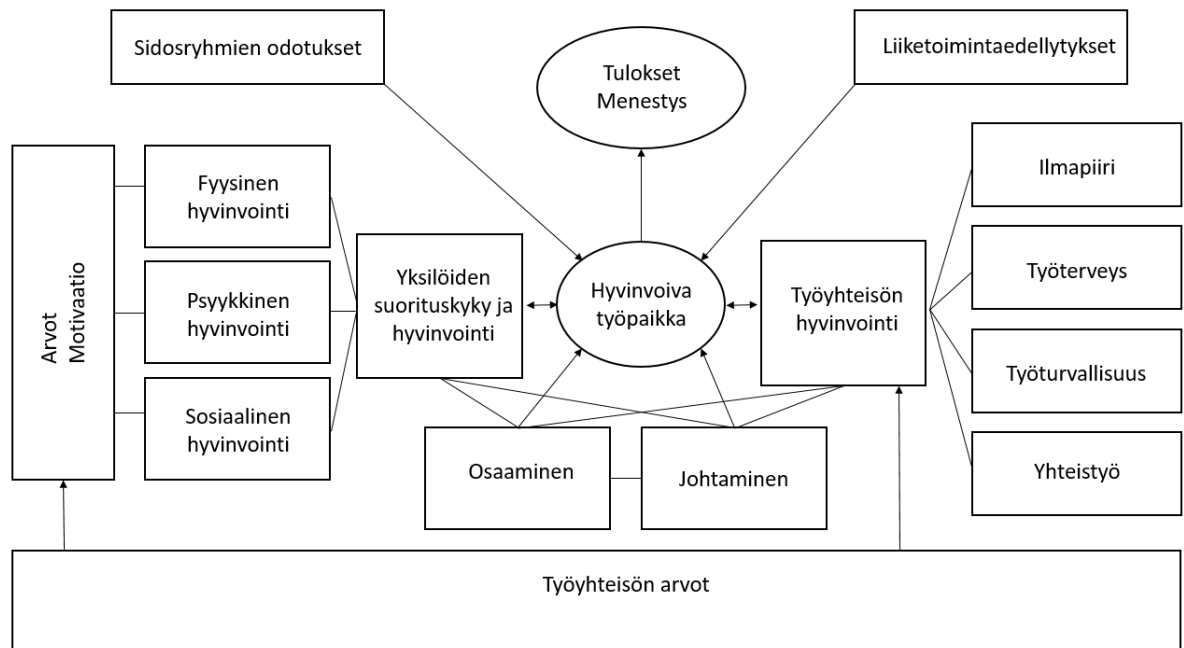 Sidosryhmien odotukset
Tulokset
Menestys
Liiketoimintaedellytykset
Arvot
Motivaatio
Fyysinen
hyvinvointi
Psyykkinen
hyvinvointi
Sosiaalinen
hyvinvointi
Yksilöiden
suorituskyky ja
hyvinvointi
Hyvinvoiva
työpaikka
Työyhteisön
hyvinvointi
Ilmapiiri
Työterveys
Työturvallisuus
Yhteistyö
Osaaminen
Johtaminen
Työyhteisön arvot